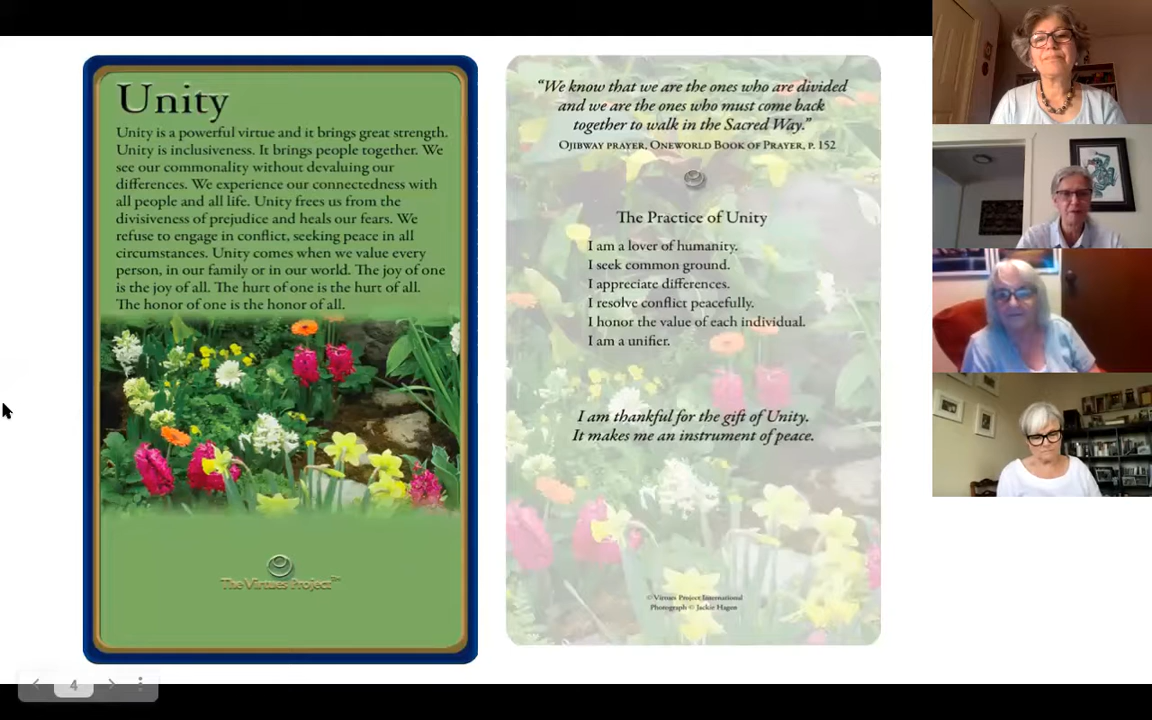 Unity
Unity is a powerful virtue and it brings great strength.
Unity is inclusiveness. It brings people together. We
see our commonality without devaluing our
differences. We experience our connectedness with
all people and all life. Unity frees us from the
divisiveness of prejudice and heals our fears. We
refuse to engage in conflict, seeking peace in all
circumstances. Unity comes when we value every
person, in our family or in our world. The joy of one
is the joy of all. The hurt of one is the hurt of all.
The honor of one is the honor of all.
The Virtues Project™
“We know that we are the ones who are divided
and we are the ones who must come back
together to walk in the Sacred Way.”
Ojibway prayer, Oneworld Book of Prayer, p. 152
The Practice of Unity
I am a lover of humanity.
I seek common ground.
I appreciate differences.
I resolve conflict peacefully.
I honor the value of each individual.
I am a unifier.
I am thankful for the gift of Unity.
It makes me an instrument of peace.
© Virtues Project International
Photograph © Jackie Hagan
4